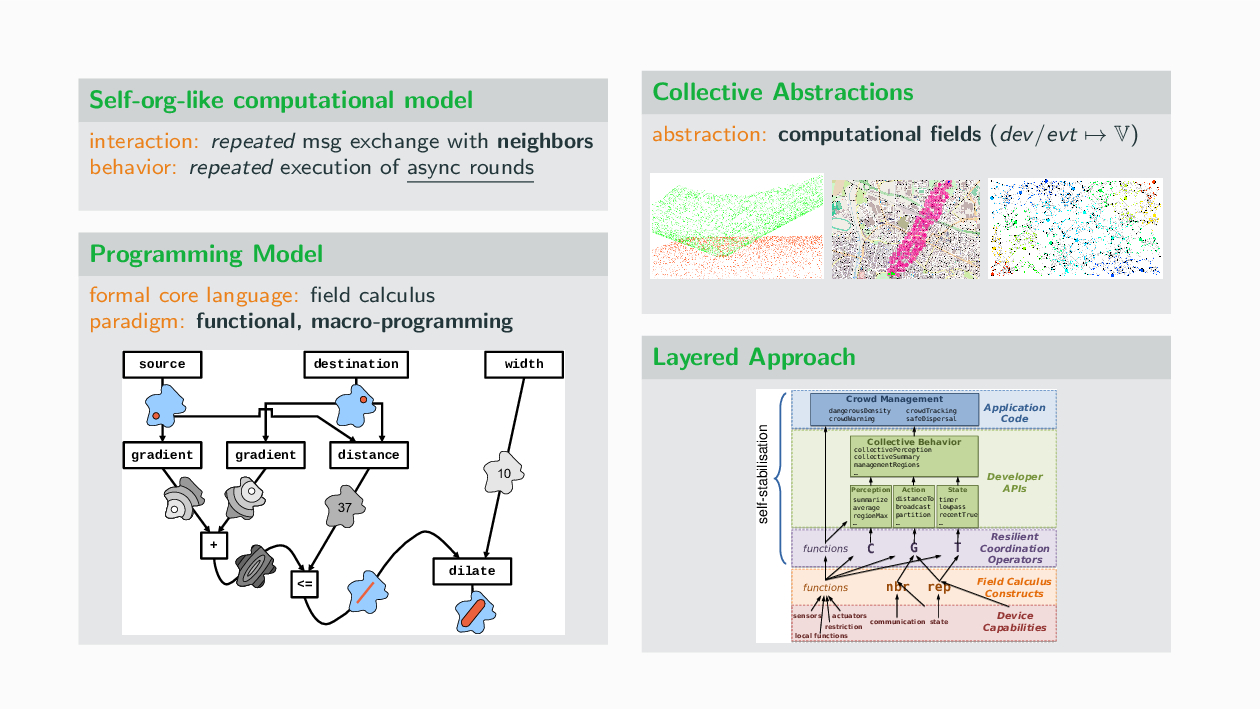 Self-org-like computational model
interaction: repeated msg exchange with neighbors
behavior: repeated execution of async rounds
Programming Model
formal core language: field calculus
paradigm: functional, macro-programming
source
destination
width
gradient
gradient
distance
10
37
+
<=
dilate
Collective Abstractions
abstraction: computational fields (dev/evt ↦ 𝕍)
Layered Approach
self-stabilisation
Crowd Management
dangerousDensity crowdTracking
crowdWarning safeDispersal
Application
Code
Collective Behavior
collectivePerception
collectiveSummary
managementRegions
…
Developer
APIs
Perception
summarize
average
regionMax
…
Action
distanceTo
broadcast
partition
…
State
timer
lowpass
recentTrue
…
functions C G T
Resilient
Coordination
Operators
functions nbr rep
Field Calculus
Constructs
sensors actuators
communication state
restriction
local functions
Device
Capabilities